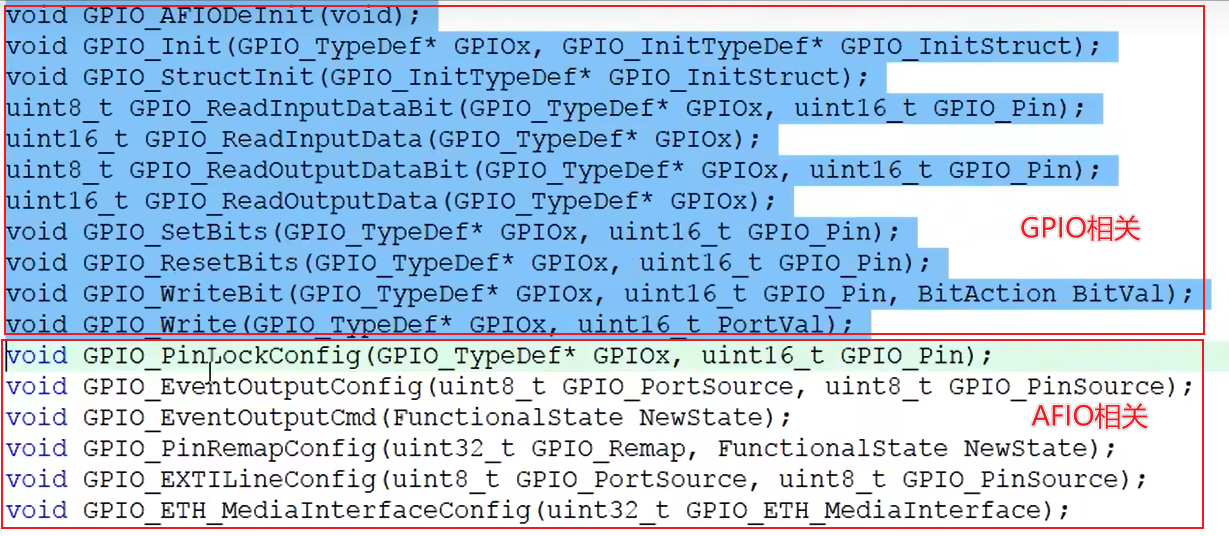 void GPIO_AFIODeInit(void);
void GPIO_Init(GPIO_TypeDef* GPIOx, GPIO_InitTypeDef* GPIO_InitStruct);
void GPIO_StructInit(GPIO_InitTypeDef* GPIO_InitStruct);
uint8_t GPIO_ReadInputDataBit(GPIO_TypeDef* GPIOx, uint16_t GPIO_Pin);
uint16_t GPIO_ReadInputData(GPIO_TypeDef* GPIOx);
uint8_t GPIO_ReadOutputDataBit(GPIO_TypeDef* GPIOx, uint16_t GPIO_Pin);
uint16_t GPIO_ReadOutputData(GPIO_TypeDef* GPIOx);
void GPIO_SetBits(GPIO_TypeDef* GPIOx, uint16_t GPIO_Pin);
GPIO相关
void GPIO_ResetBits(GPIO_TypeDef* GPIOx, uint16_t GPIO_Pin);
void GPIO_WriteBit(GPIO_TypeDef* GPIOx, uint16_t GPIO_Pin, BitAction BitVal);
void GPIO_Write(GPIO_TypeDef* GPIOx, uint16_t PortVal);
void GPIO_PinLockConfig(GPIO_TypeDef* GPIOx, uint16_t GPIO_Pin);
void GPIO_EventOutputConfig(uint8_t GPIO_PortSource, uint8_t GPIO_PinSource);
void GPIO_EventOutputCmd(FunctionalState NewState);
AFIO相关
void GPIO_PinRemapConfig(uint32_t GPIO_Remap, FunctionalState NewState);
void GPIO_EXTILineConfig(uint8_t GPIO_PortSource, uint8_t GPIO_PinSource);
void GPIO_ETH_MediaInterfaceConfig(uint32_t GPIO_ETH_MediaInterface);